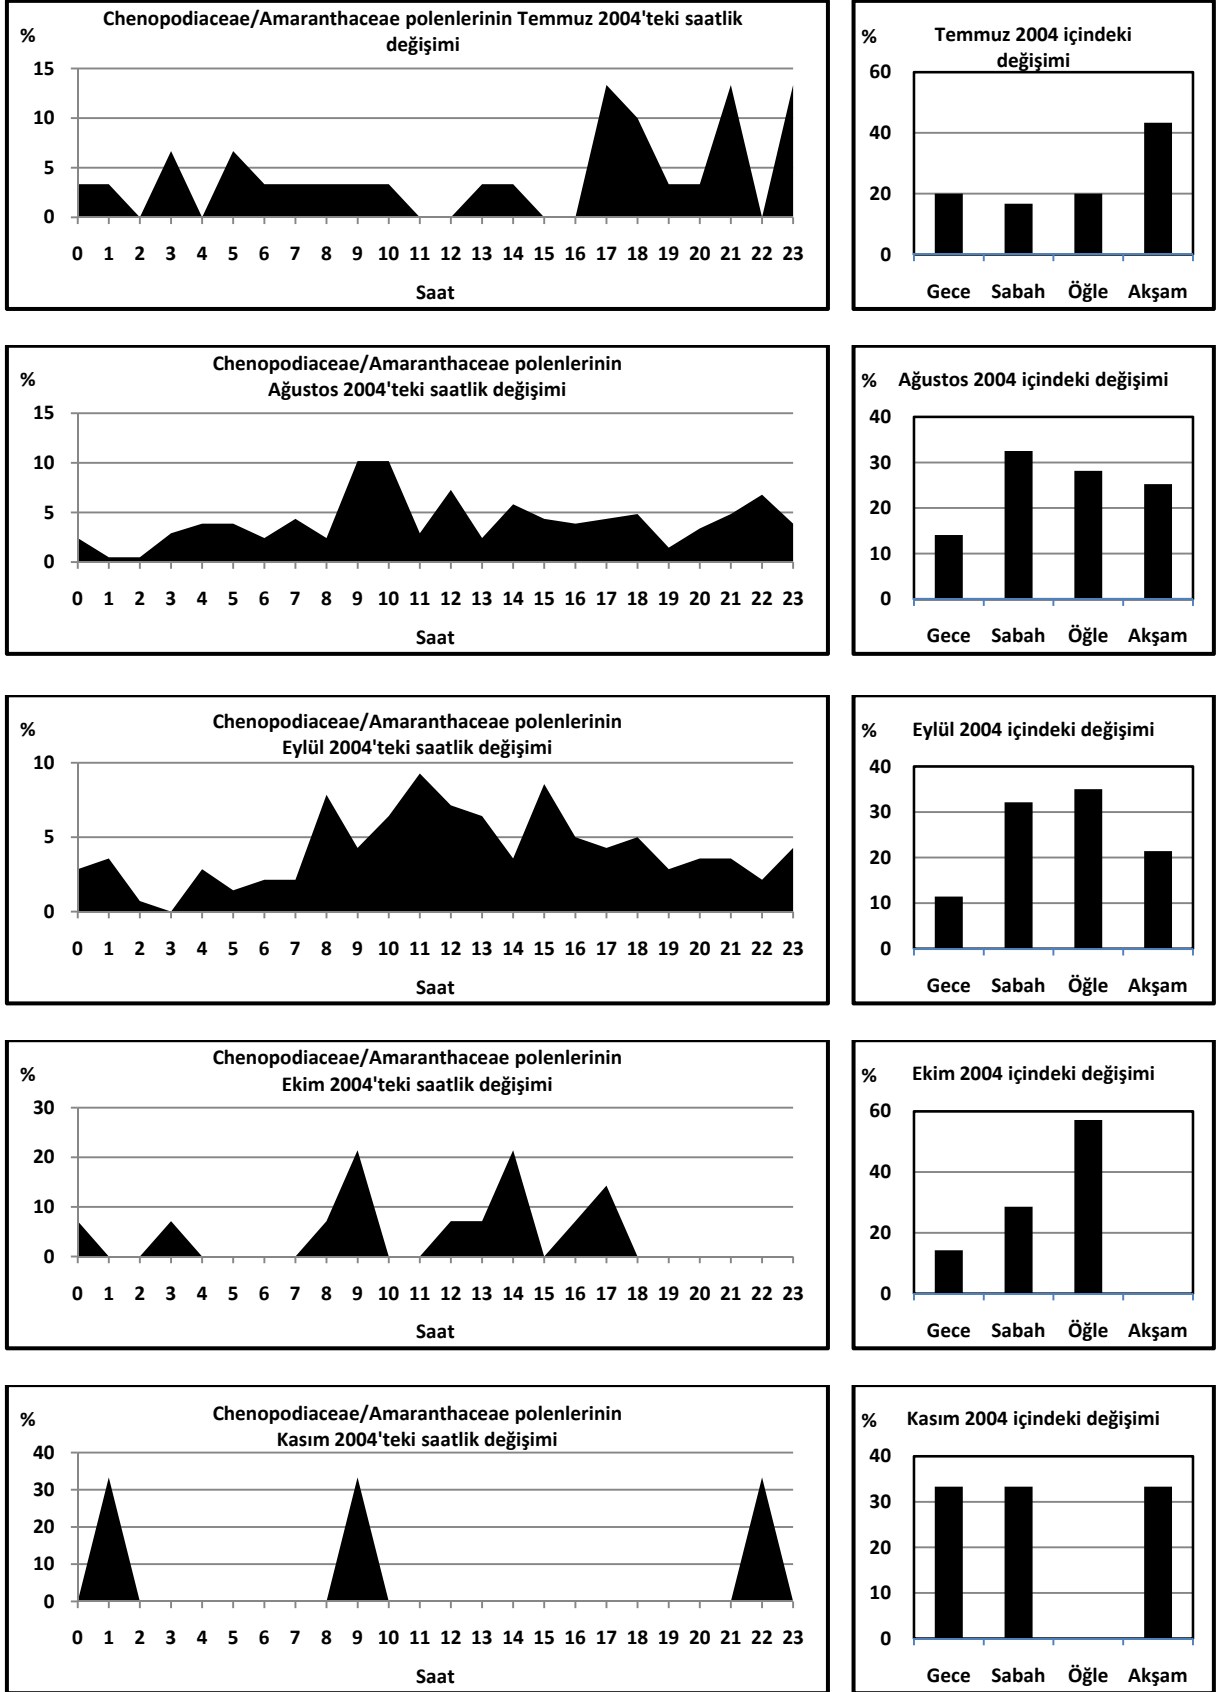 Chenopodiaceae/Amaranthaceae polenlerinin Temmuz 2004'teki saatlik
değişimi
%
15
10
5
0
0 1 2 3 4 5 6 7 8 9 10 11 12 13 14 15 16 17 18 19 20 21 22 23
Saat
Temmuz 2004 içindeki
değişimi
%
60
40
20
0
Gece Sabah Öğle Akşam
Chenopodiaceae/Amaranthaceae polenlerinin
Ağustos 2004'teki saatlik değişimi
%
15
10
5
0
0 1 2 3 4 5 6 7 8 9 10 11 12 13 14 15 16 17 18 19 20 21 22 23
Saat
% Ağustos 2004 içindeki değişimi
40
30
20
10
0
Gece Sabah Öğle Akşam
Chenopodiaceae/Amaranthaceae polenlerinin
Eylül 2004'teki saatlik değişimi
%
10
5
0
0 1 2 3 4 5 6 7 8 9 10 11 12 13 14 15 16 17 18 19 20 21 22 23
Saat
% Eylül 2004 içindeki değişimi
40
30
20
10
0
Gece Sabah Öğle Akşam
Chenopodiaceae/Amaranthaceae polenlerinin
Ekim 2004'teki saatlik değişimi
%
30
20
10
0
0 1 2 3 4 5 6 7 8 9 10 11 12 13 14 15 16 17 18 19 20 21 22 23
Saat
% Ekim 2004 içindeki değişimi
60
40
20
0
Gece Sabah Öğle Akşam
Chenopodiaceae/Amaranthaceae polenlerinin
Kasım 2004'teki saatlik değişimi
%
40
30
20
10
0
0 1 2 3 4 5 6 7 8 9 10 11 12 13 14 15 16 17 18 19 20 21 22 23
Saat
% Kasım 2004 içindeki değişimi
40
30
20
10
0
Gece Sabah Öğle Akşam